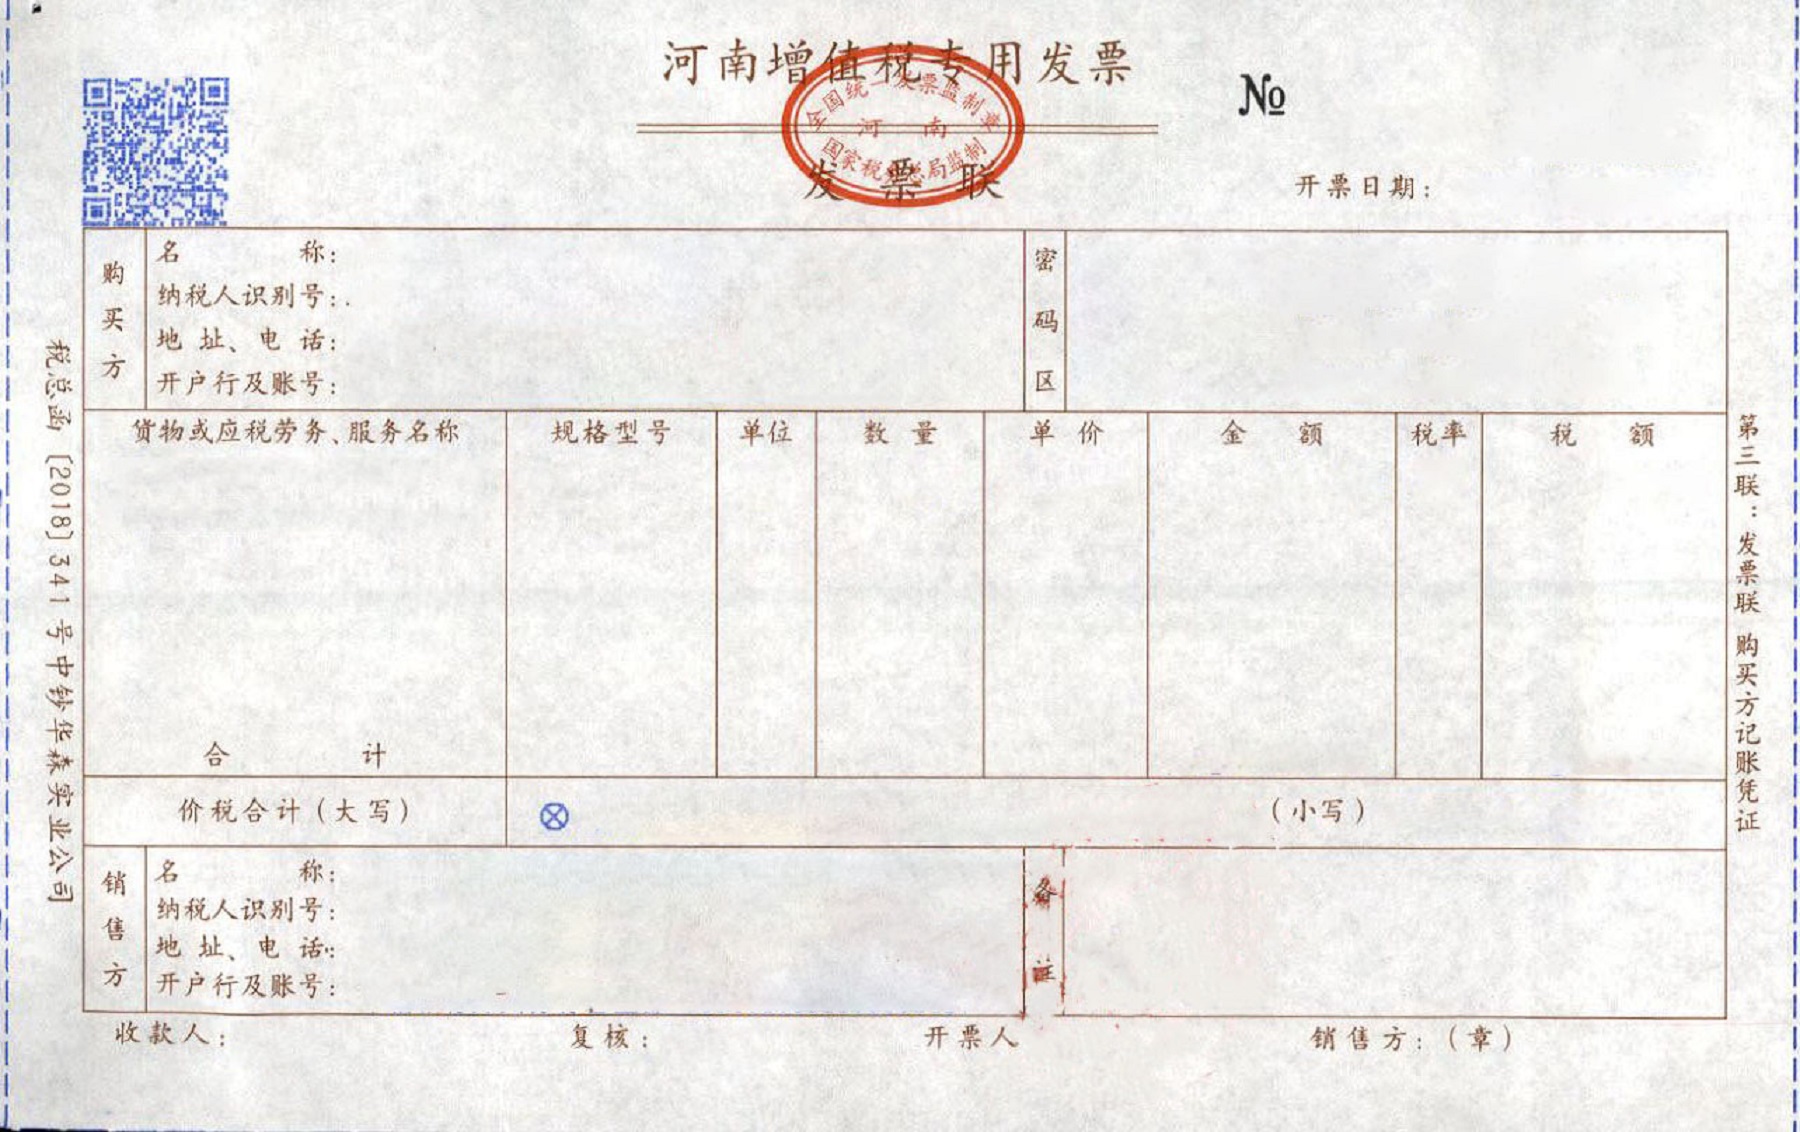 河南增值税专用发票
全国统一发票监制章
河 南
国家税务总局监制
发 票 联
№
开票日期:
购买方
名 称:
纳税人识别号:
地 址、电 话:
开户行及账号:
密码区
货物或应税劳务、服务名称 规格型号 单位 数 量 单 价 金 额 税率 税 额
合 计
价税合计(大写) ⊗ (小写)
销售方
名 称:
纳税人识别号:
地 址、电 话:
开户行及账号:
备 注
收款人: 复核: 开票人 销售方:(章)
税总函〔2018〕341号中钞华森实业公司
第三联:发票联 购买方记账凭证